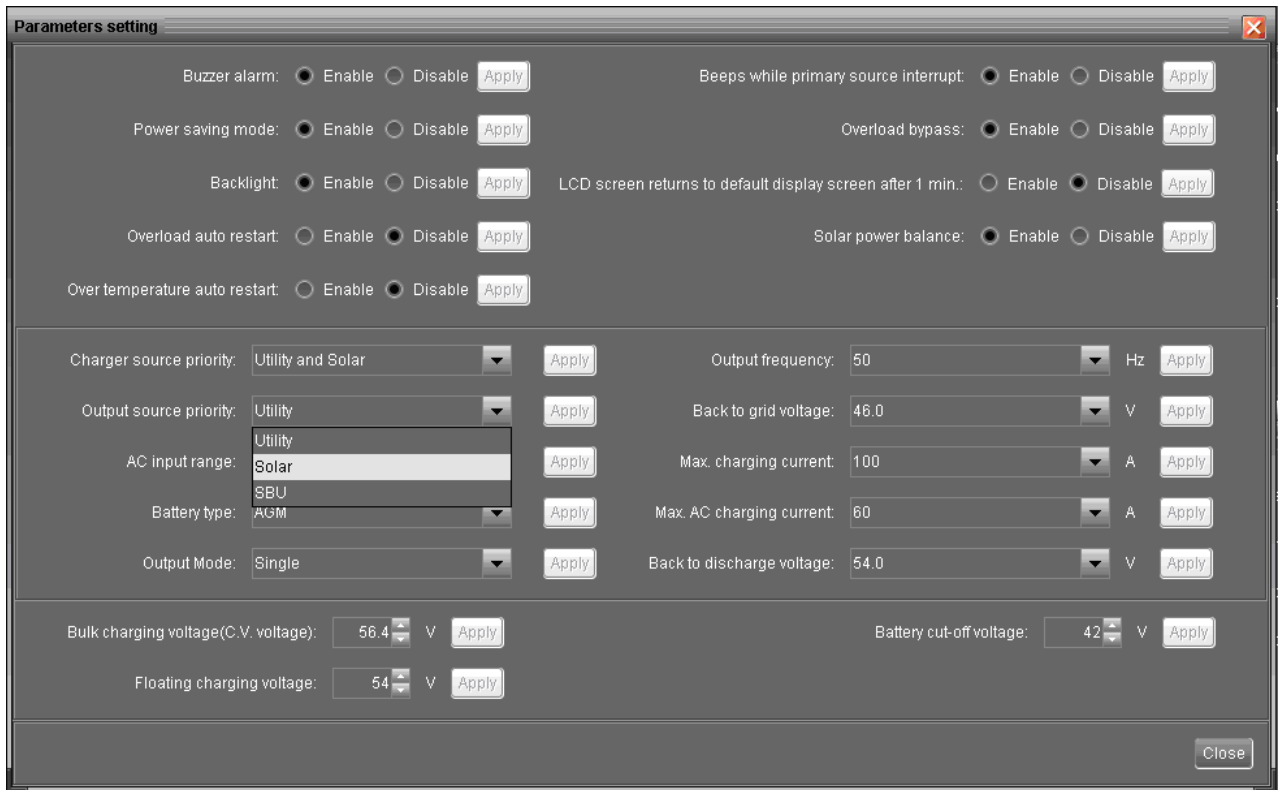 Parameters setting
Buzzer alarm: Enable Disable Apply Beeps while primary source interrupt: Enable Disable Apply
Power saving mode: Enable Disable Apply Overload bypass: Enable Disable Apply
Backlight: Enable Disable Apply LCD screen returns to default display screen after 1 min.: Enable Disable Apply
Overload auto restart: Enable Disable Apply Solar power balance: Enable Disable Apply
Over temperature auto restart: Enable Disable Apply
Charger source priority: Utility and Solar Apply Output frequency: 50 Hz Apply
Output source priority: Utility Apply Back to grid voltage: 46.0 V Apply
Utility
AC input range: Solar Apply Max. charging current: 100 A Apply
SBU
Battery type: AGM Apply Max. AC charging current: 60 A Apply
Output Mode: Single Apply Back to discharge voltage: 54.0 V Apply
Bulk charging voltage(C.V. voltage): 56.4 V Apply Battery cut-off voltage: 42 V Apply
Floating charging voltage: 54 V Apply
Close